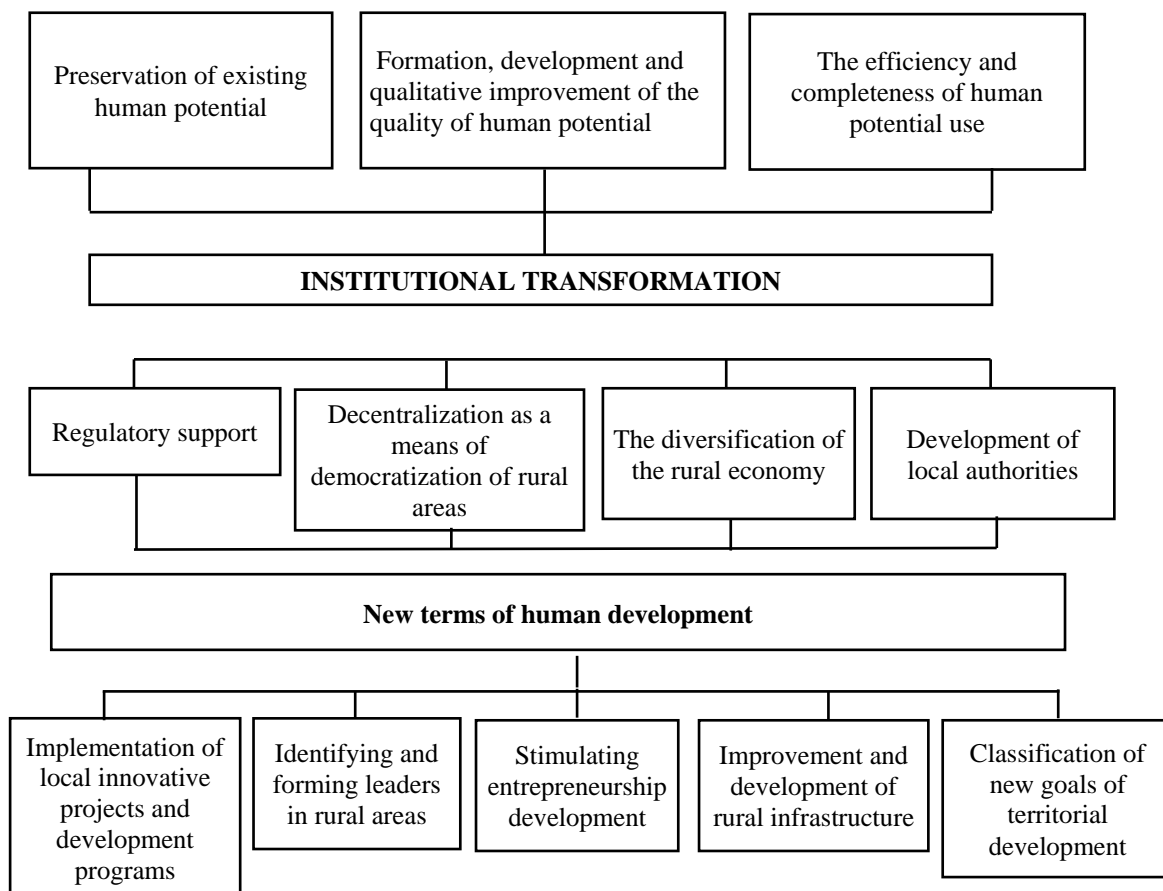 Preservation of existing
human potential
Formation, development and
qualitative improvement of the
quality of human potential
The efficiency and
completeness of human
potential use
INSTITUTIONAL TRANSFORMATION
Regulatory support
Decentralization as a
means of
democratization of rural
areas
The diversification of
the rural economy
Development of
local authorities
New terms of human development
Implementation of
local innovative
projects and
development
programs
Identifying and
forming leaders
in rural areas
Stimulating
entrepreneurship
development
Improvement and
development of
rural infrastructure
Classification of
new goals of
territorial
development